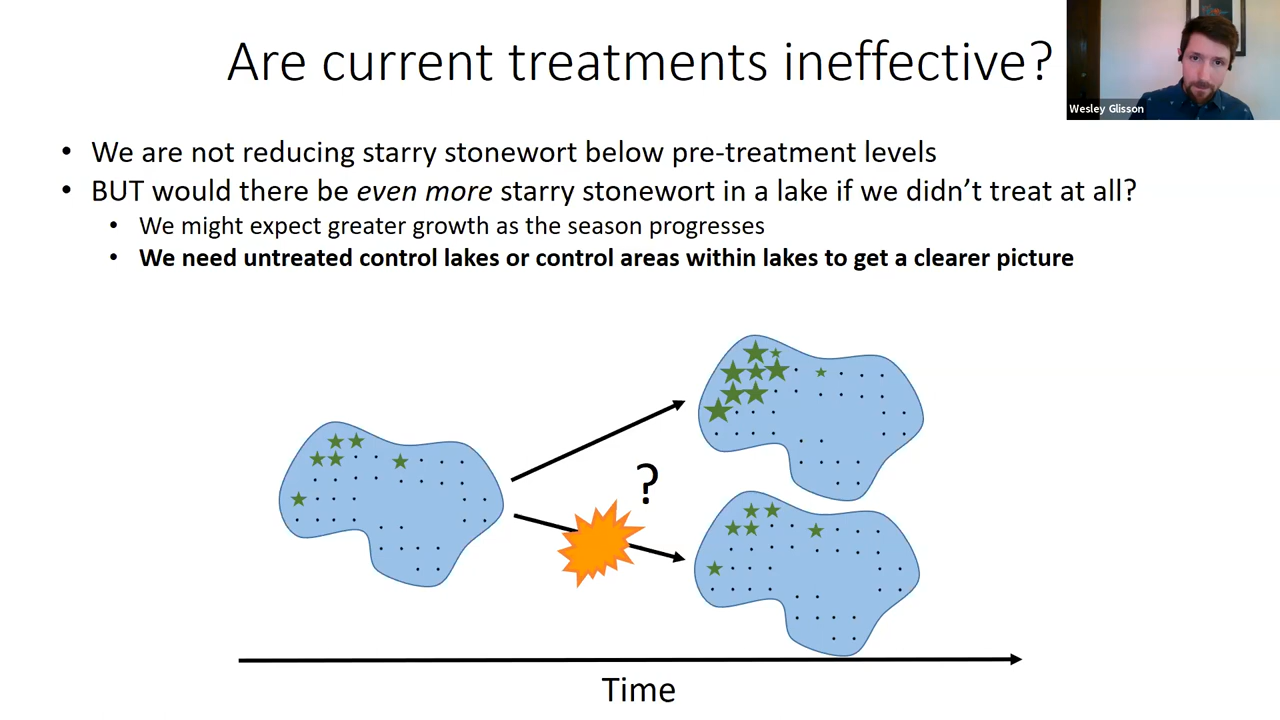 Are current treatments ineffective?
Wesley Glisson
• We are not reducing starry stonewort below pre-treatment levels
• BUT would there be even more starry stonewort in a lake if we didn’t treat at all?
• We might expect greater growth as the season progresses
• We need untreated control lakes or control areas within lakes to get a clearer picture
?
Time